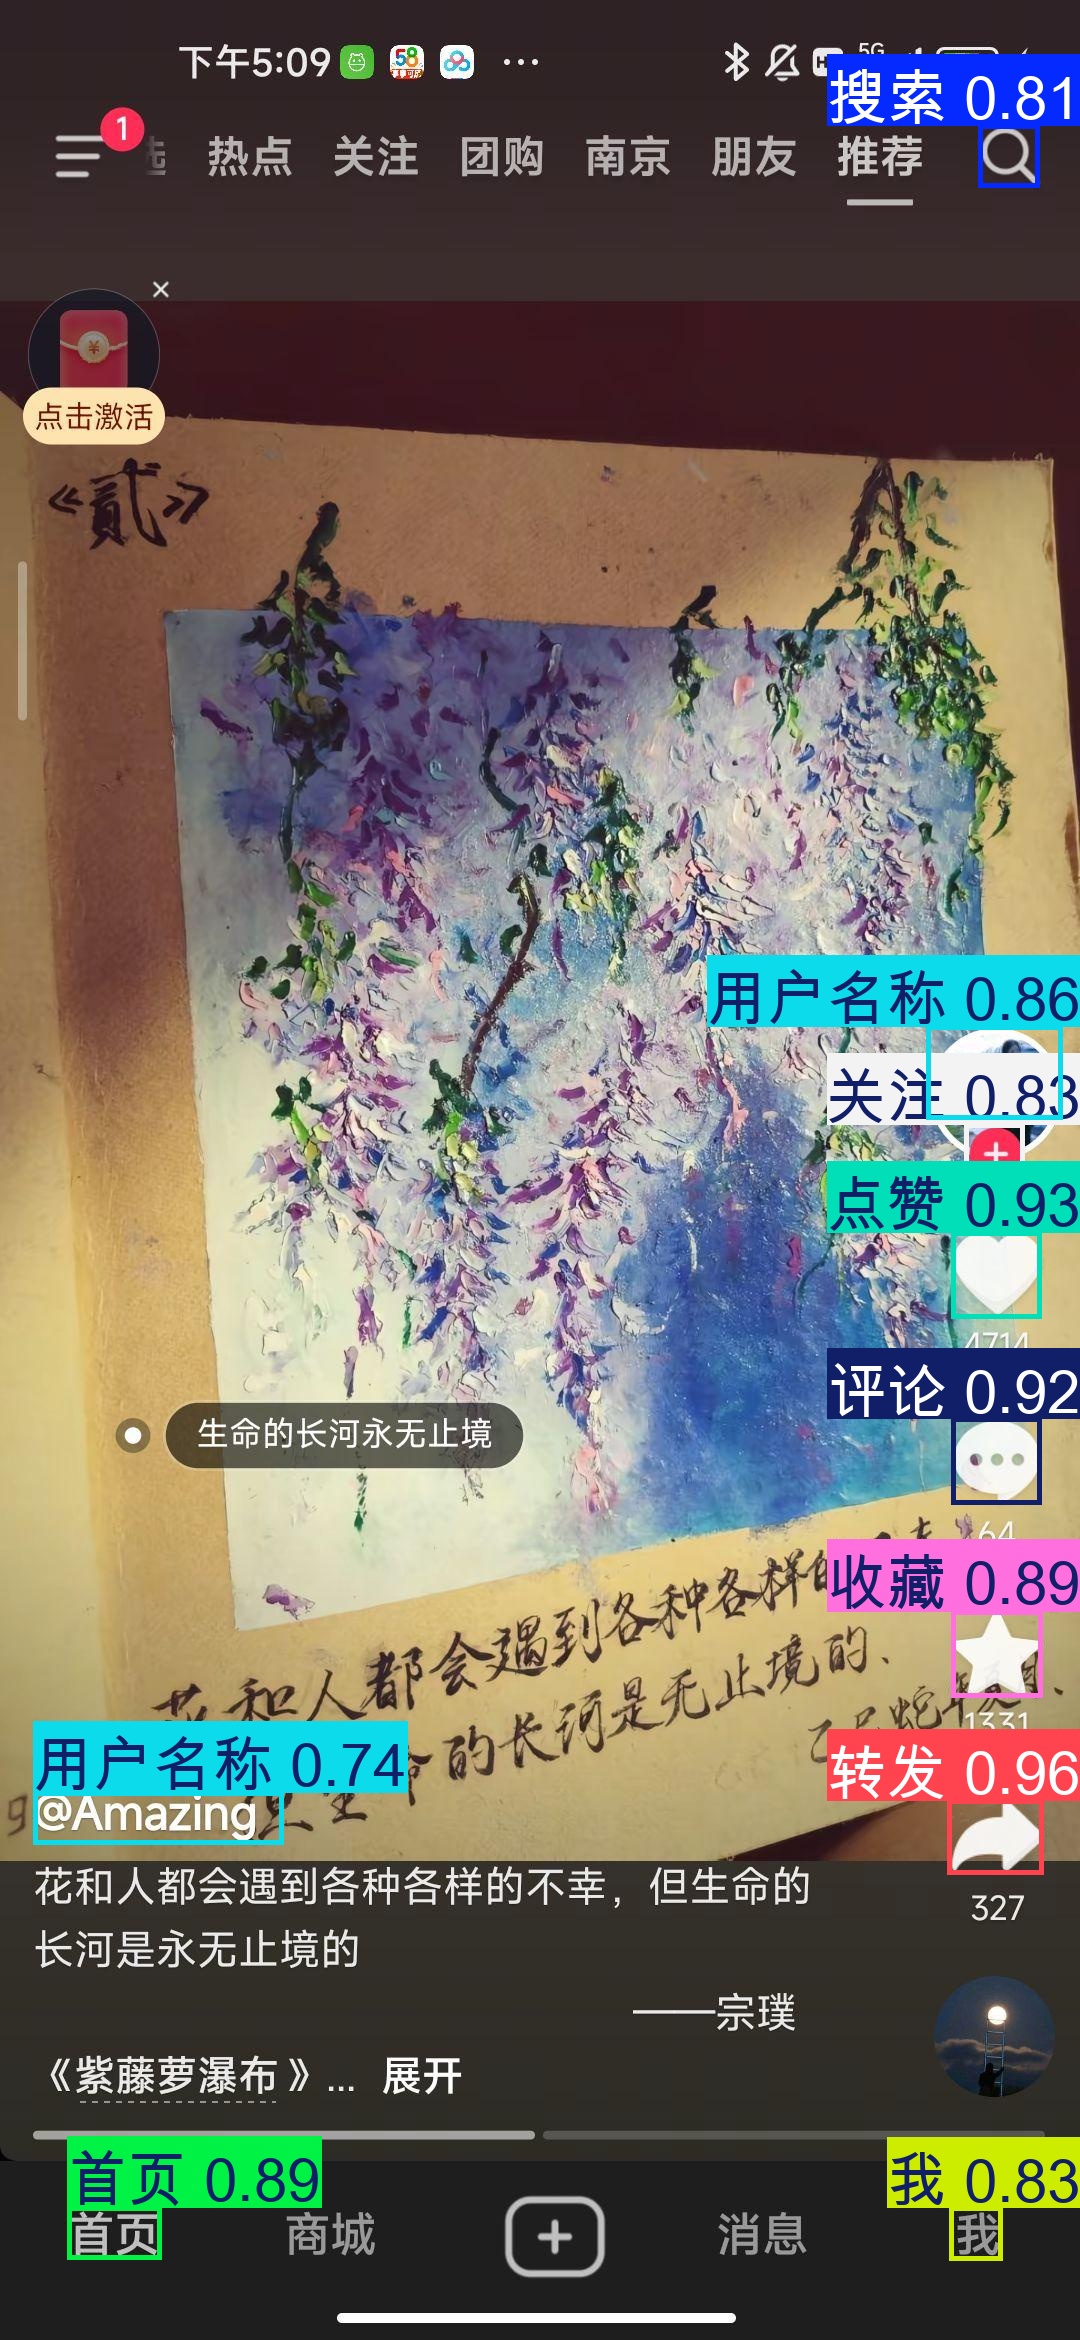 下午5:09
58
5G
搜索 0.81
1
热点 关注 团购 南京 朋友 推荐
点击激活
《貳》
用户名称 0.86
关注 0.83
点赞 0.93
4714
评论 0.92
生命的长河永无止境
64
收藏 0.89
花和人都会遇到各种各样的
的长河是无止境的、
1331
转发 0.96
用户名称 0.74
@Amazing
花和人都会遇到各种各样的不幸，但生命的
长河是永无止境的
327
——宗璞
《紫藤萝瀑布》... 展开
首页 0.89
我 0.83
首页 商城 消息 我